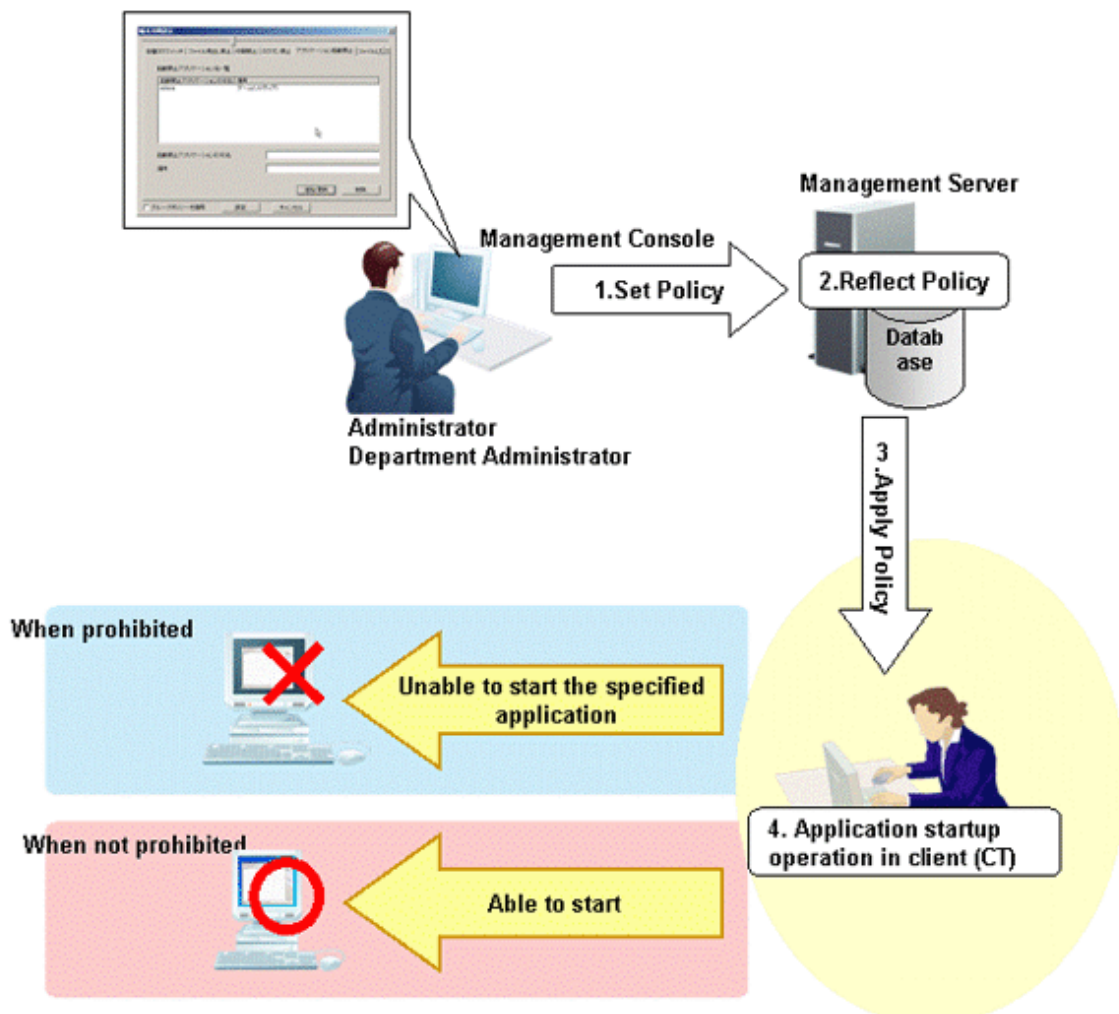 Management Server
Management Console
1.Set Policy
2.Reflect Policy
Datab
ase
Administrator
Department Administrator
3
.Apply Policy
When prohibited
Unable to start the specified
application
4. Application startup
operation in client (CT)
When not prohibited
Able to start